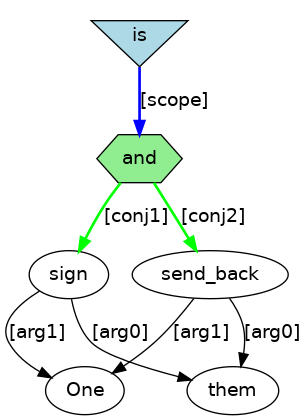 is
[scope]
and
[conj1] [conj2]
sign send_back
[arg1] [arg0] [arg1] [arg0]
One them